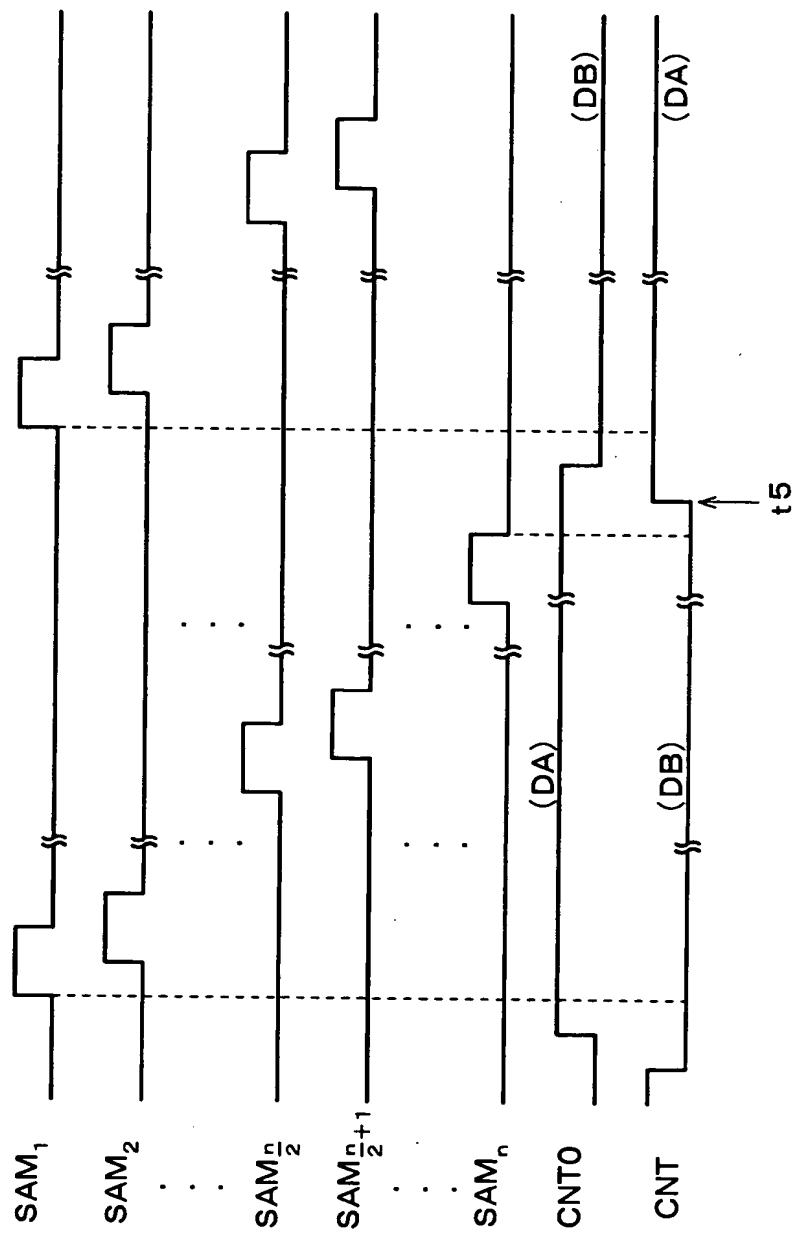 SAM₁
SAM₂
SAMₙ⁄₂
SAMₙ⁄₂₊₁
SAMₙ
CNT0 (DA) (DB)
CNT (DB) (DA)
t5